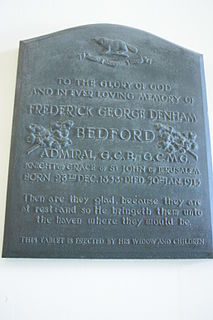 TO THE GLORY OF GOD
AND IN EVER LOVING MEMORY OF
FREDERICK GEORGE DENHAM
BEDFORD
ADMIRAL, G.C.B., G.C.M.G.
KNIGHT OF GRACE OF ST JOHN OF JERUSALEM
BORN DEC. DIED JAN. 1913
Then are they glad, because they are
at rest: and so He bringeth them unto
the haven where they would be.
THIS TABLET IS ERECTED BY HIS WIDOW AND CHILDREN